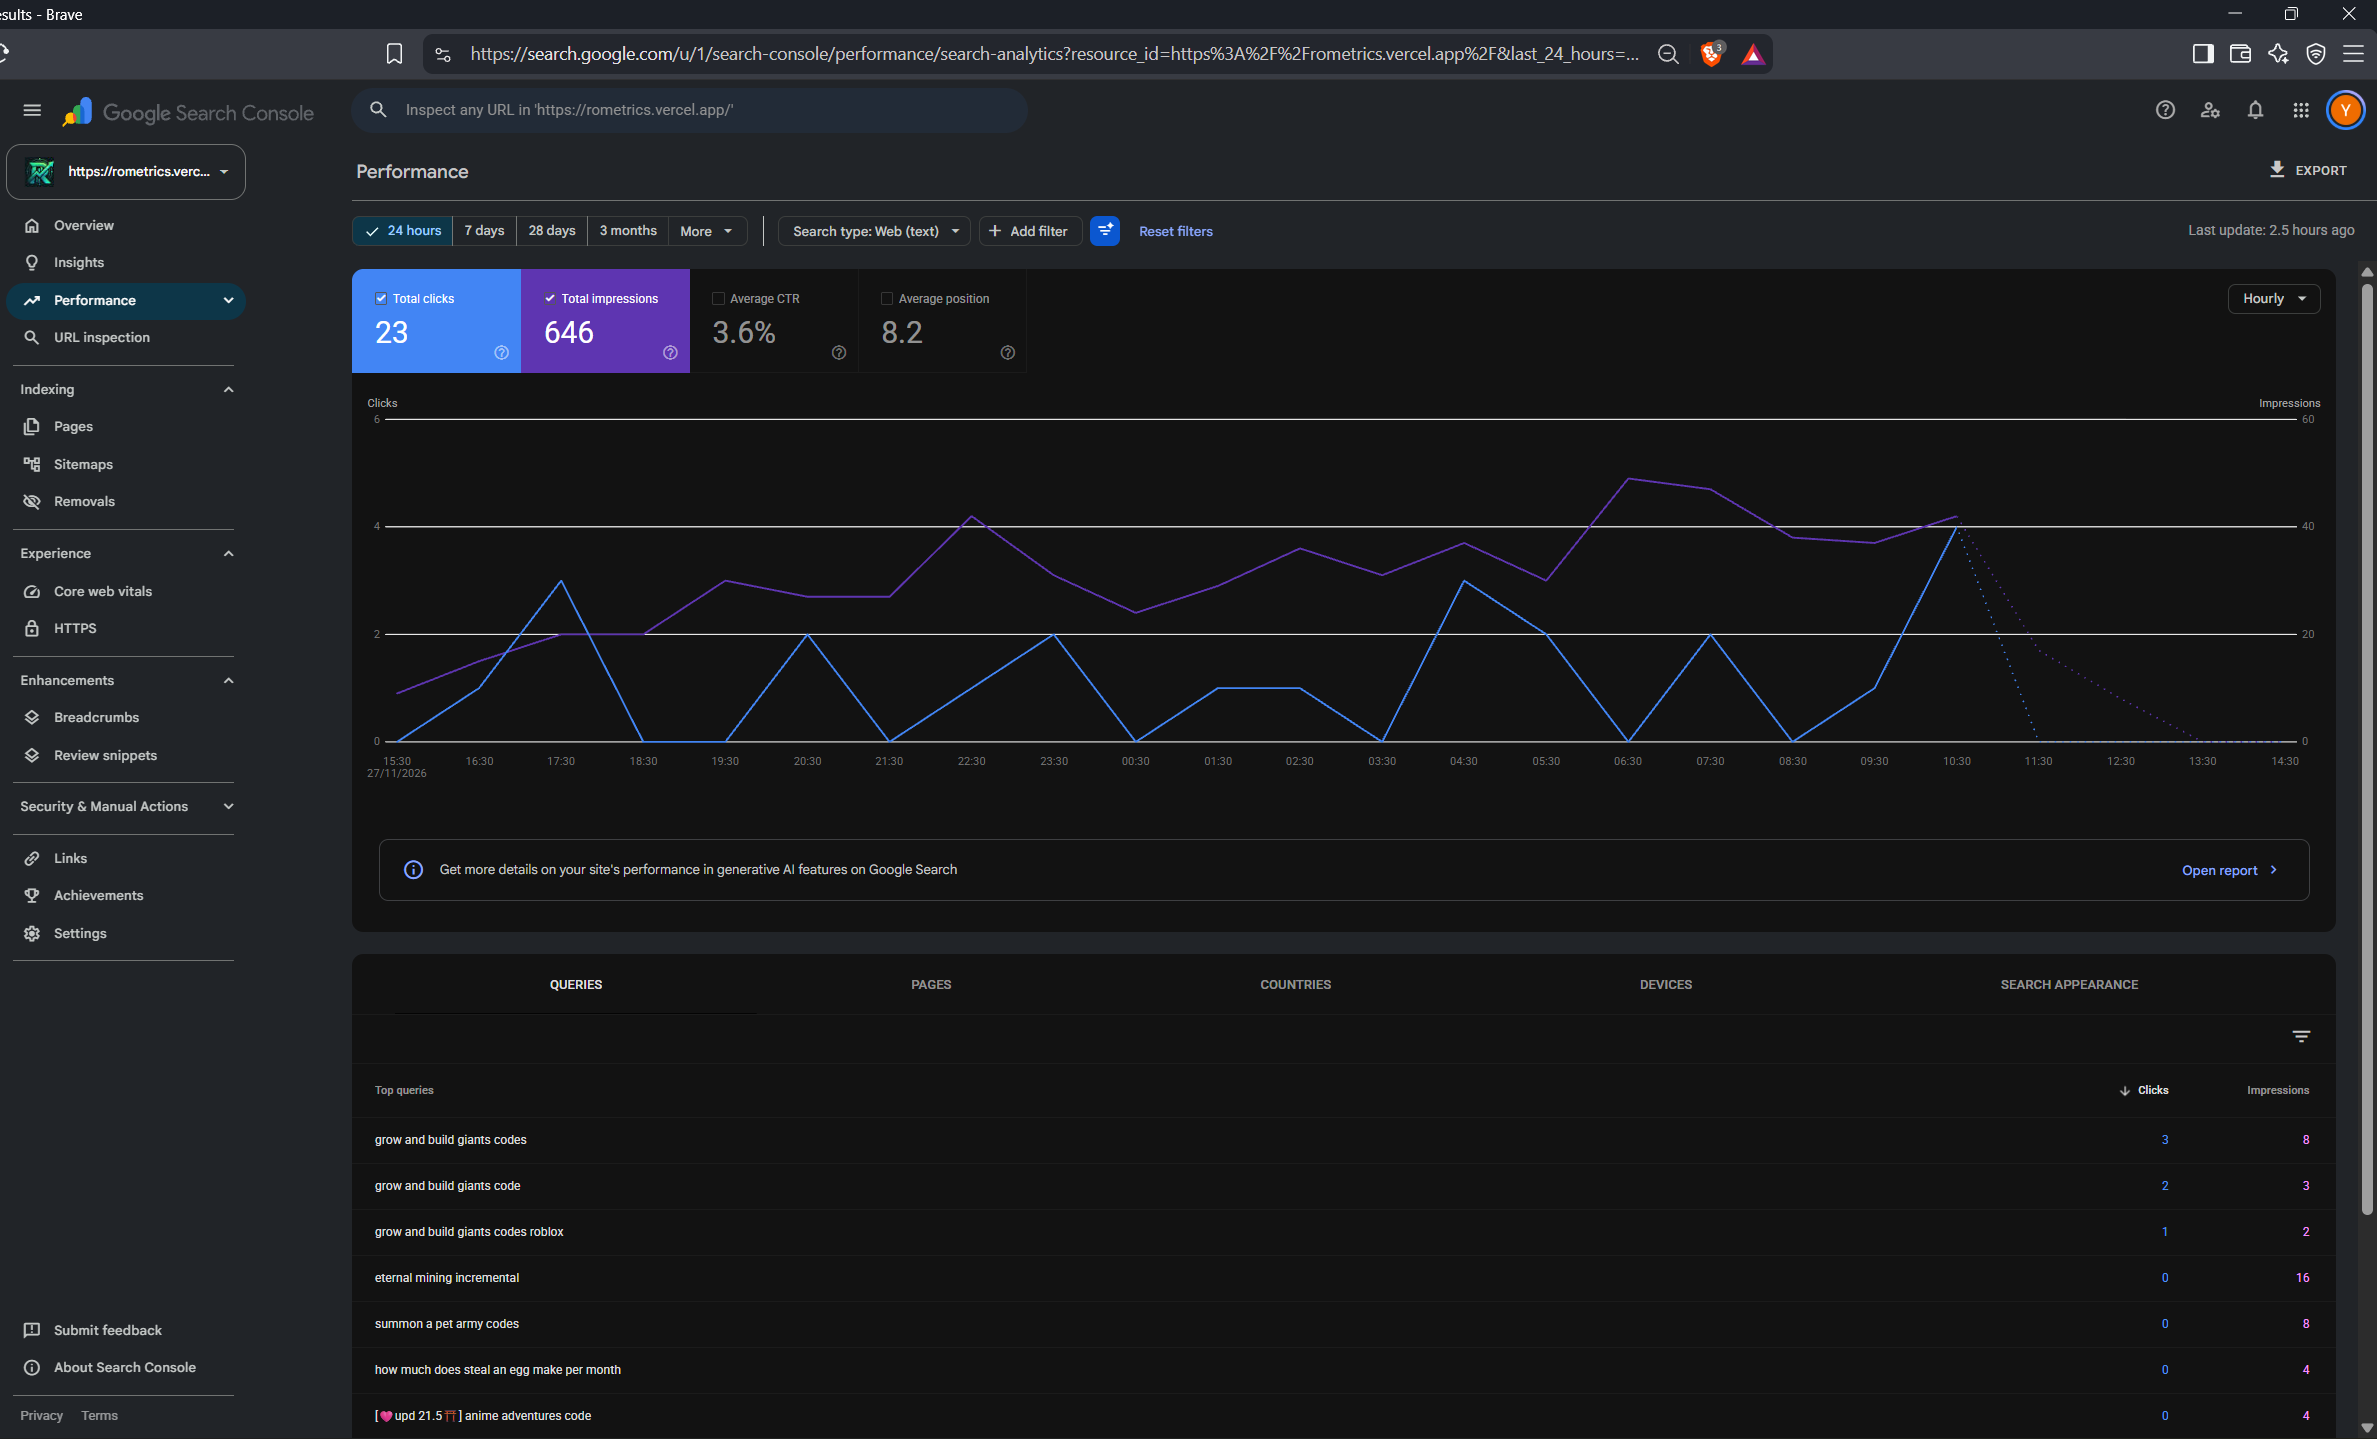 esults - Brave
https://search.google.com/u/1/search-console/performance/search-analytics?resource_id=https%3A%2F%2Frometrics.vercel.app%2F&last_24_hours=...
3
Google Search Console
Inspect any URL in 'https://rometrics.vercel.app/'
Y
https://rometrics.verc...
Performance
EXPORT
Overview
Insights
Performance
URL inspection
Indexing
Pages
Sitemaps
Removals
Experience
Core web vitals
HTTPS
Enhancements
Breadcrumbs
Review snippets
Security & Manual Actions
Links
Achievements
Settings
Submit feedback
About Search Console
Privacy Terms
24 hours 7 days 28 days 3 months More Search type: Web (text) Add filter Reset filters Last update: 2.5 hours ago
Total clicks
23
Total impressions
646
Average CTR
3.6%
Average position
8.2
Hourly
Clicks Impressions
6 60
4 40
2 20
0 0
15:30 16:30 17:30 18:30 19:30 20:30 21:30 22:30 23:30 00:30 01:30 02:30 03:30 04:30 05:30 06:30 07:30 08:30 09:30 10:30 11:30 12:30 13:30 14:30
27/11/2026
Get more details on your site's performance in generative AI features on Google Search Open report
QUERIES PAGES COUNTRIES DEVICES SEARCH APPEARANCE
Top queries Clicks Impressions
grow and build giants codes 3 8
grow and build giants code 2 3
grow and build giants codes roblox 1 2
eternal mining incremental 0 16
summon a pet army codes 0 8
how much does steal an egg make per month 0 4
[💗upd 21.5⛩️] anime adventures code 0 4